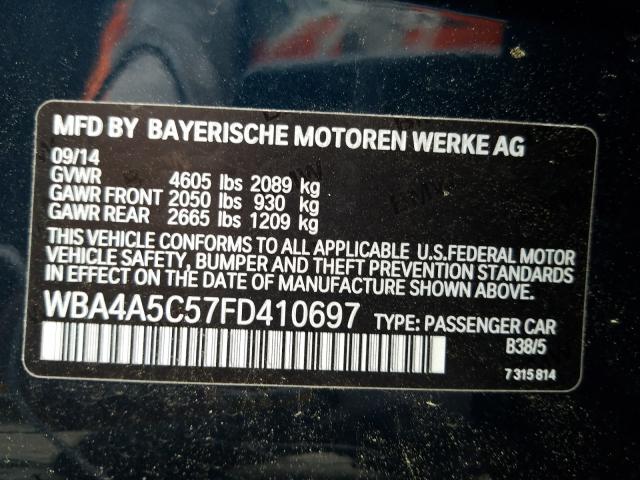 MFD BY BAYERISCHE MOTOREN WERKE AG
09/14
GVWR 4605 lbs 2089 kg
GAWR FRONT 2050 lbs 930 kg
GAWR REAR 2665 lbs 1209 kg
THIS VEHICLE CONFORMS TO ALL APPLICABLE U.S.FEDERAL MOTOR
VEHICLE SAFETY, BUMPER AND THEFT PREVENTION STANDARDS
IN EFFECT ON THE DATE OF MANUFACTURE SHOWN ABOVE.
WBA4A5C57FD410697 TYPE: PASSENGER CAR
B38/5
7 315 814